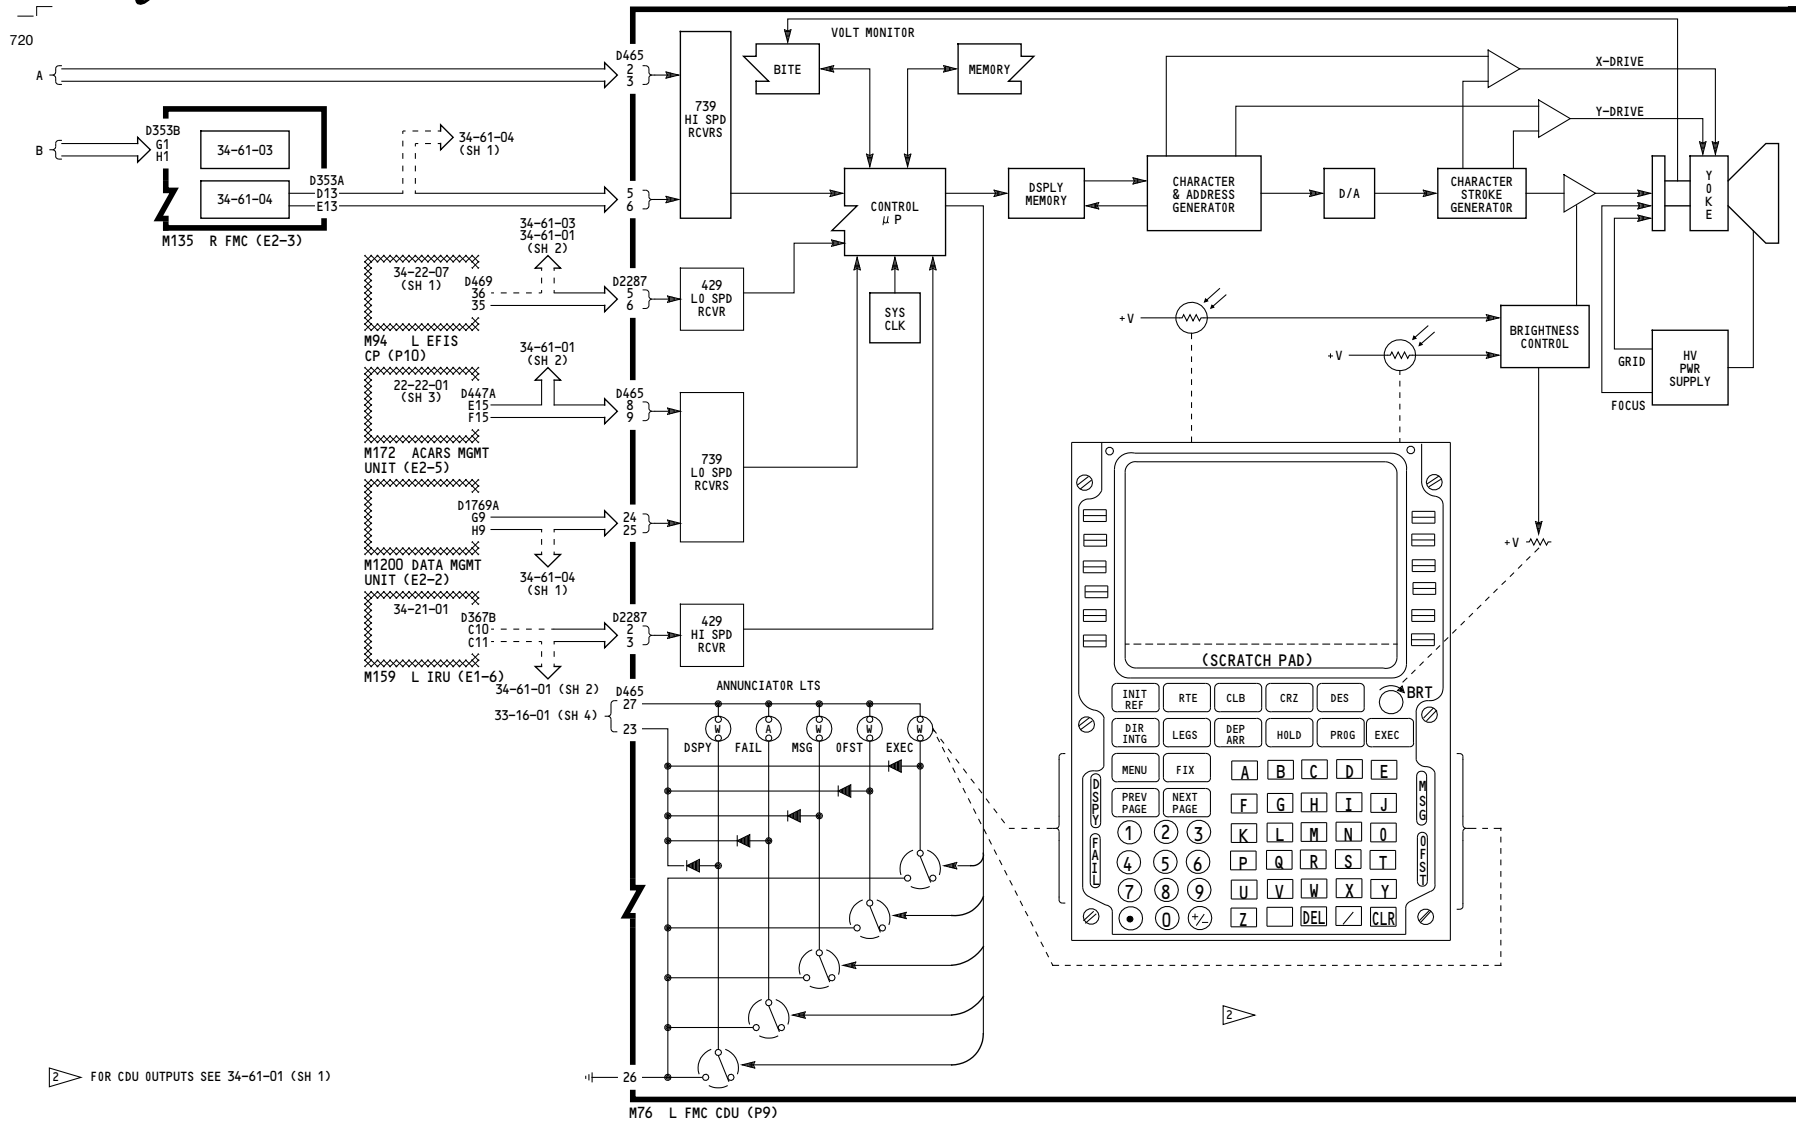 720
A
D465
2
3
739
HI SPD
RCVRS
VOLT MONITOR
BITE
MEMORY
X-DRIVE
Y-DRIVE
B
D353B
G1
H1
34-61-03
34-61-04
D353A
D13
E13
34-61-04
(SH 1)
5
6
M135 R FMC (E2-3)
CONTROL
μ P
DSPLY
MEMORY
CHARACTER
& ADDRESS
GENERATOR
D/A
CHARACTER
STROKE
GENERATOR
Y
O
K
E
34-61-03
34-61-01
(SH 2)
34-22-07
(SH 1)
D469
36
35
D2287
5
6
429
LO SPD
RCVR
SYS
CLK
M94 L EFIS
CP (P10)
+V
+V
BRIGHTNESS
CONTROL
GRID
HV
PWR
SUPPLY
FOCUS
34-61-01
(SH 2)
22-22-01
(SH 3)
D447A
E15
F15
D465
8
9
739
LO SPD
RCVRS
M172 ACARS MGMT
UNIT (E2-5)
D1769A
G9
H9
24
25
M1200 DATA MGMT
UNIT (E2-2)
34-61-04
(SH 1)
34-21-01
D367B
C10
C11
D2287
2
3
429
HI SPD
RCVR
M159 L IRU (E1-6)
34-61-01 (SH 2)
33-16-01 (SH 4)
D465
27
23
ANNUNCIATOR LTS
W
A
W
W
W
DSPY
FAIL
MSG
OFST
EXEC
+V
(SCRATCH PAD)
INIT
REF
RTE
CLB
CRZ
DES
BRT
DIR
INTG
LEGS
DEP
ARR
HOLD
PROG
EXEC
MENU
FIX
A B C D E
PREV
PAGE
NEXT
PAGE
F G H I J
1 2 3
K L M N O
4 5 6
P Q R S T
7 8 9
U V W X Y
• 0 +/-
Z DEL / CLR
DSPY
FAIL
MSG
OFST
2
26
2 FOR CDU OUTPUTS SEE 34-61-01 (SH 1)
M76 L FMC CDU (P9)